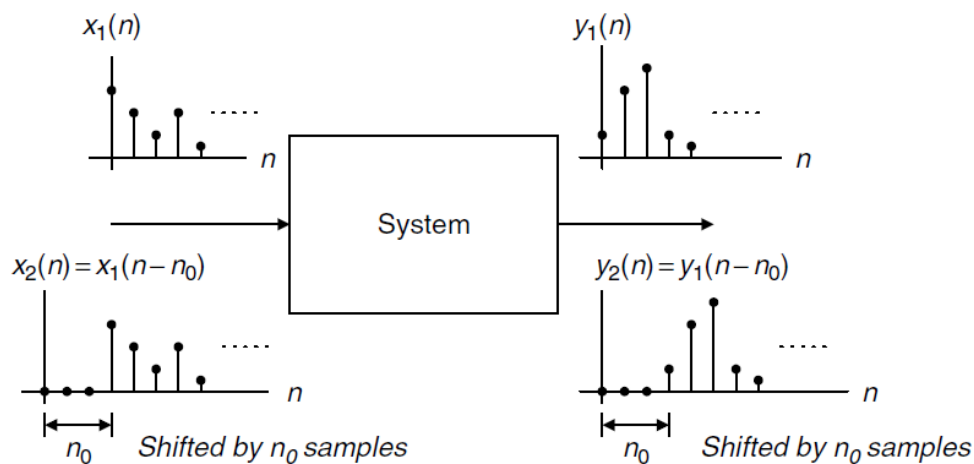 x₁(n)
y₁(n)
n
n
System
x₂(n) = x₁(n – n₀)
y₂(n) = y₁(n – n₀)
n
n
n₀ Shifted by n₀ samples
n₀ Shifted by n₀ samples